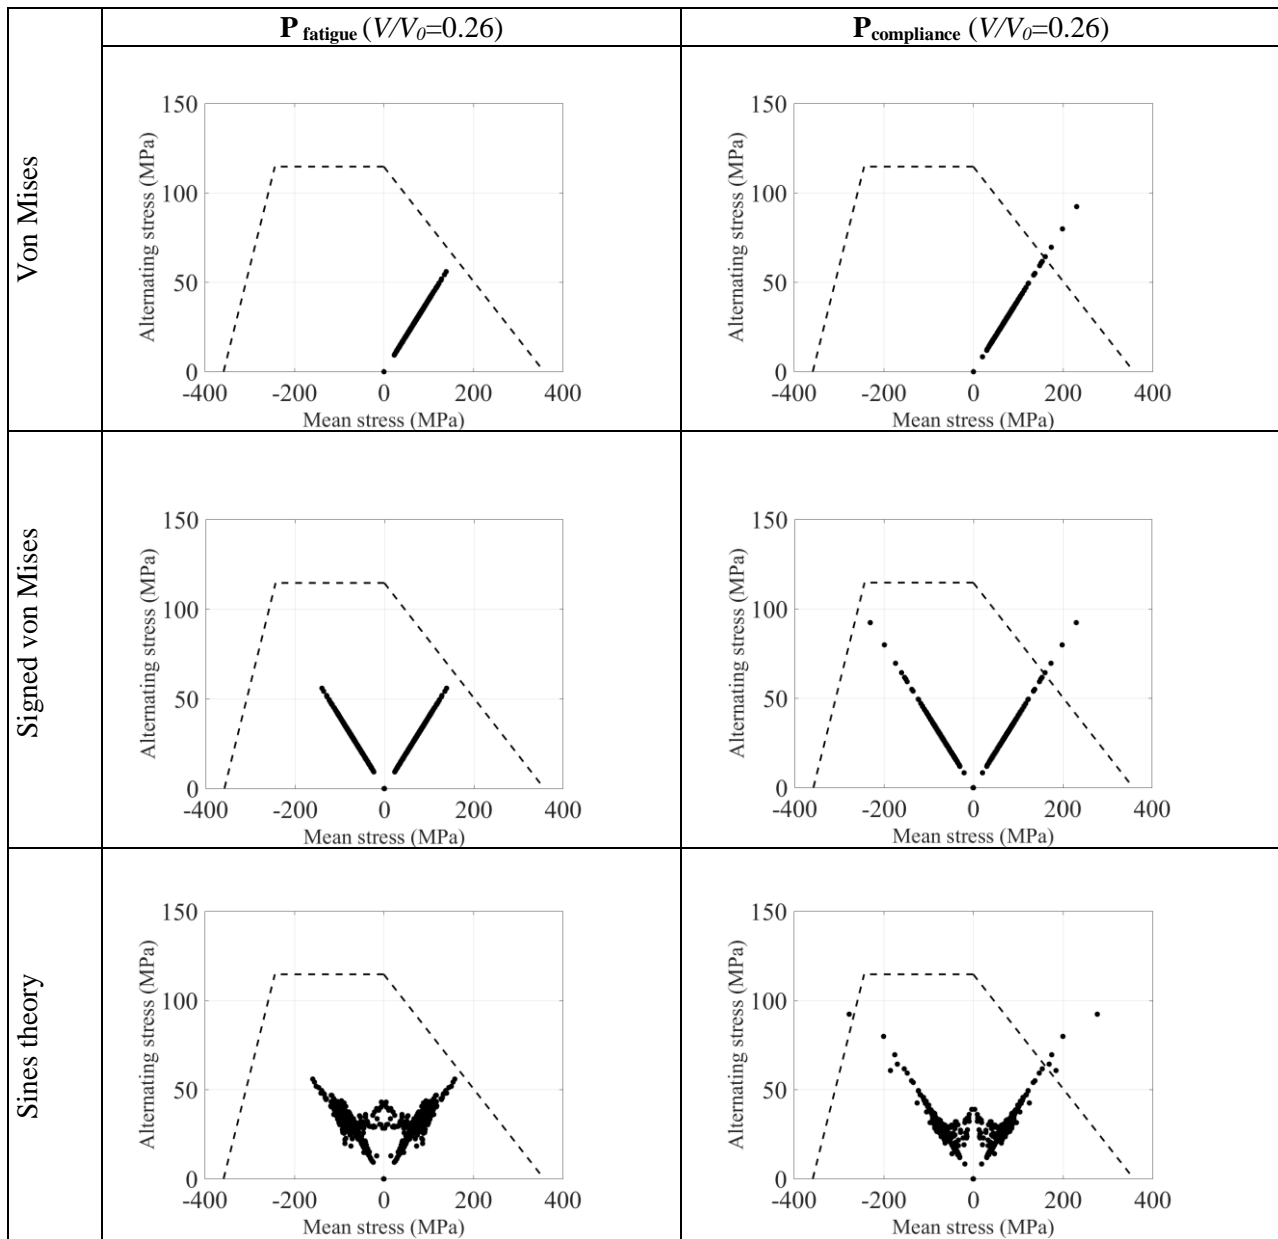 P fatigue (V/V0=0.26)
Pcompliance (V/V0=0.26)
Von Mises
150
100
50
0
-400 -200 0 200 400
Alternating stress (MPa)
Mean stress (MPa)
150
100
50
0
-400 -200 0 200 400
Alternating stress (MPa)
Mean stress (MPa)
Signed von Mises
150
100
50
0
-400 -200 0 200 400
Alternating stress (MPa)
Mean stress (MPa)
150
100
50
0
-400 -200 0 200 400
Alternating stress (MPa)
Mean stress (MPa)
Sines theory
150
100
50
0
-400 -200 0 200 400
Alternating stress (MPa)
Mean stress (MPa)
150
100
50
0
-400 -200 0 200 400
Alternating stress (MPa)
Mean stress (MPa)